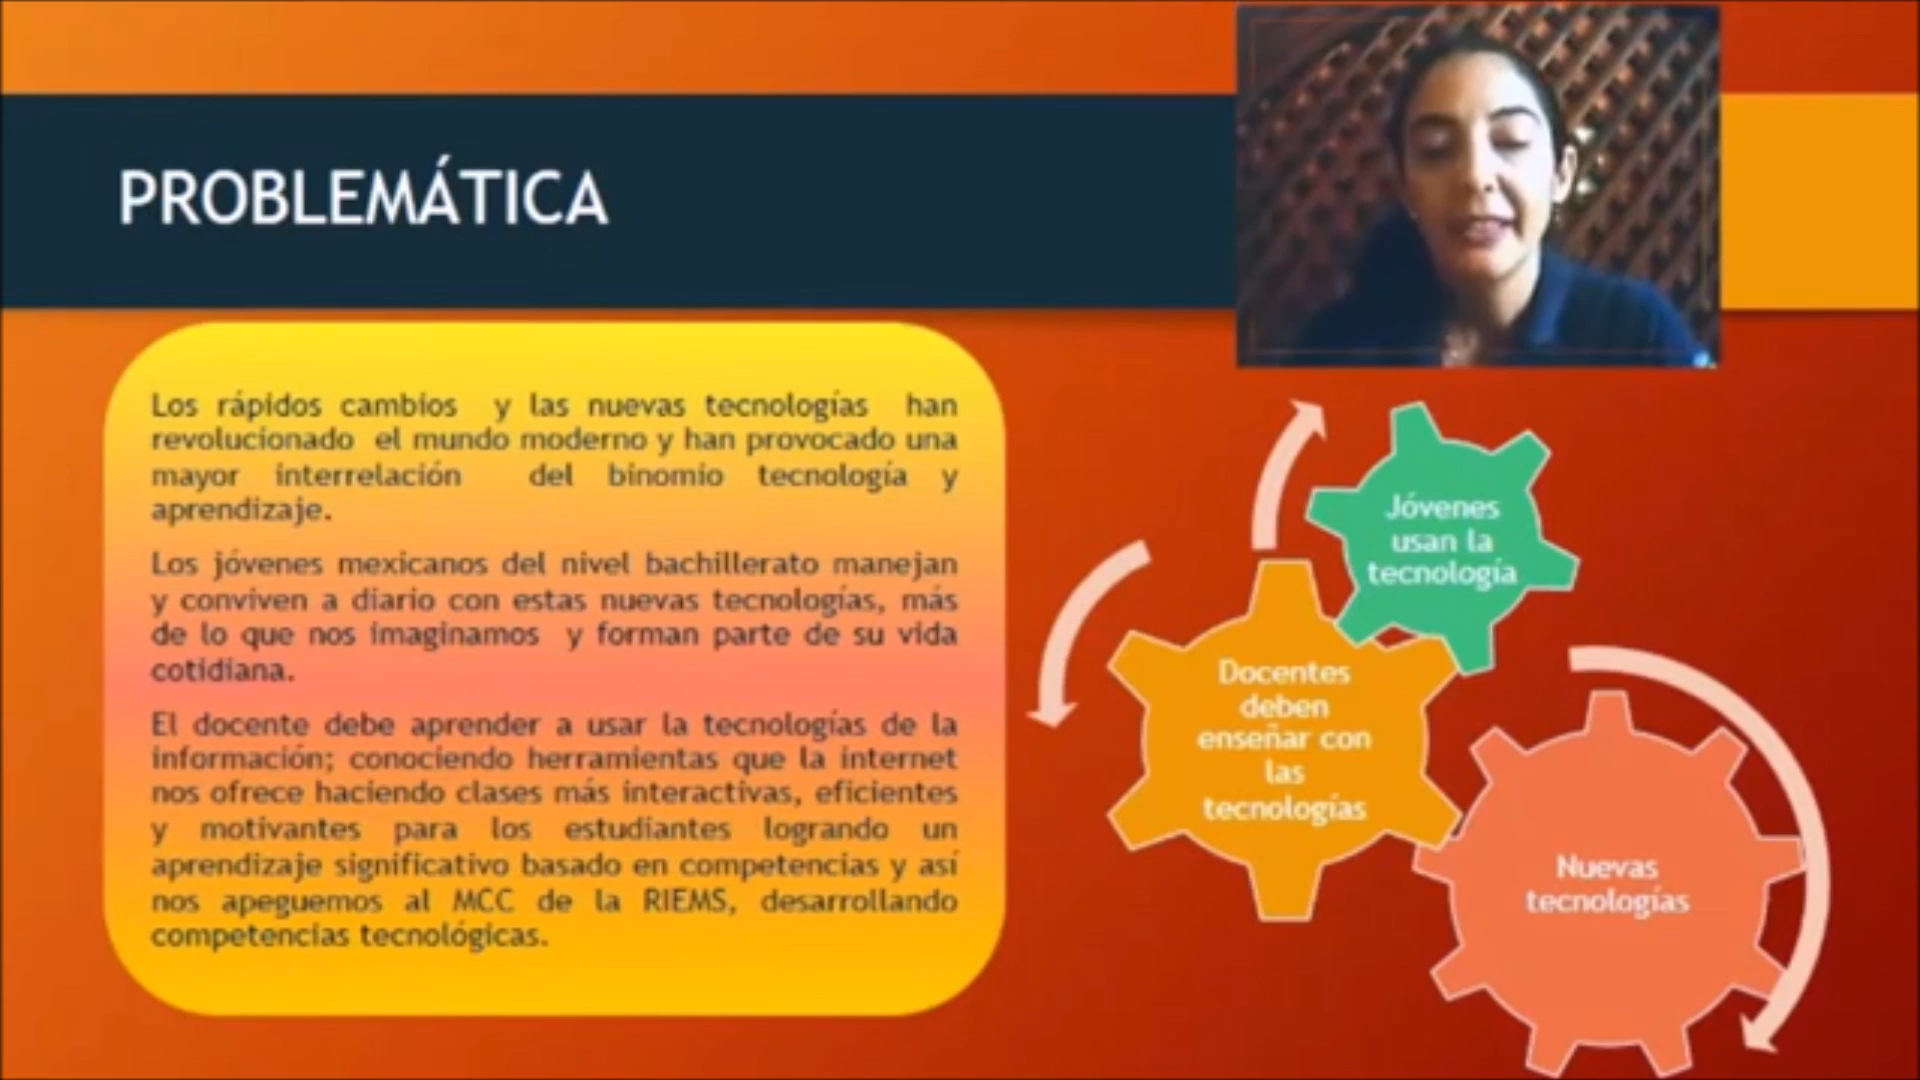 PROBLEMÁTICA
Los rápidos cambios y las nuevas tecnologías han
revolucionado el mundo moderno y han provocado una
mayor interrelación del binomio tecnología y
aprendizaje.
Los jóvenes mexicanos del nivel bachillerato manejan
y conviven a diario con estas nuevas tecnologías, más
de lo que nos imaginamos y forman parte de su vida
cotidiana.
El docente debe aprender a usar la tecnologías de la
información; conociendo herramientas que la internet
nos ofrece haciendo clases más interactivas, eficientes
y motivantes para los estudiantes logrando un
aprendizaje significativo basado en competencias y así
nos apeguemos al MCC de la RIEMS, desarrollando
competencias tecnológicas.
Jóvenes
usan la
tecnología
Docentes
deben
enseñar con
las
tecnologías
Nuevas
tecnologías